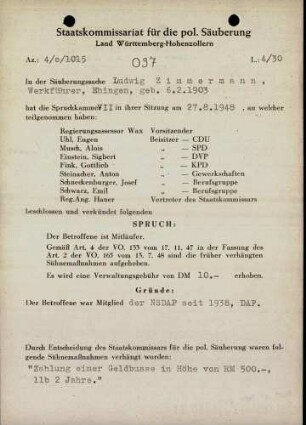 Staatskommissariat für die pol. Säuberung
Land Württemberg-Hohenzollern
Az.: 4/o/1015 037 L.4/30
In der Säuberungssache Ludwig Zimmermann,
Werkführer, Ehingen, geb. 6.2.1903
hat die Spruchkammer VII in ihrer Sitzung am 27.8.1948, an welcher
teilgenommen haben:
Regierungsassessor Wax Vorsitzender
Uhl, Eugen Beisitzer — CDU
Musch, Alois „ — SPD
Einstein, Sigbert „ — DVP
Fink, Gottlieb „ — KPD
Steinacher, Anton „ — Gewerkschaften
Schneckenburger, Josef „ — Berufsgruppe
Schwarz, Emil „ — Berufsgruppe
Reg.Ang. Hauer Vertreter des Staatskommissars
beschlossen und verkündet folgenden
SPRUCH:
Der Betroffene ist Mitläufer.
Gemäß Art. 4 der VO. 133 vom 17. 11. 47 in der Fassung des
Art. 2 der VO. 165 vom 15. 7. 48 sind die früher verhängten
Sühnemaßnahmen aufgehoben.
Es wird eine Verwaltungsgebühr von DM 10.— erhoben.
Gründe:
Der Betroffene war Mitglied der NSDAP seit 1938, DAF.
Durch Entscheidung des Staatskommissars für die pol. Säuberung waren fol-
gende Sühnemaßnahmen verhängt worden:
"Zahlung einer Geldbusse in Höhe von RM 500.-,
11b 2 Jahre."